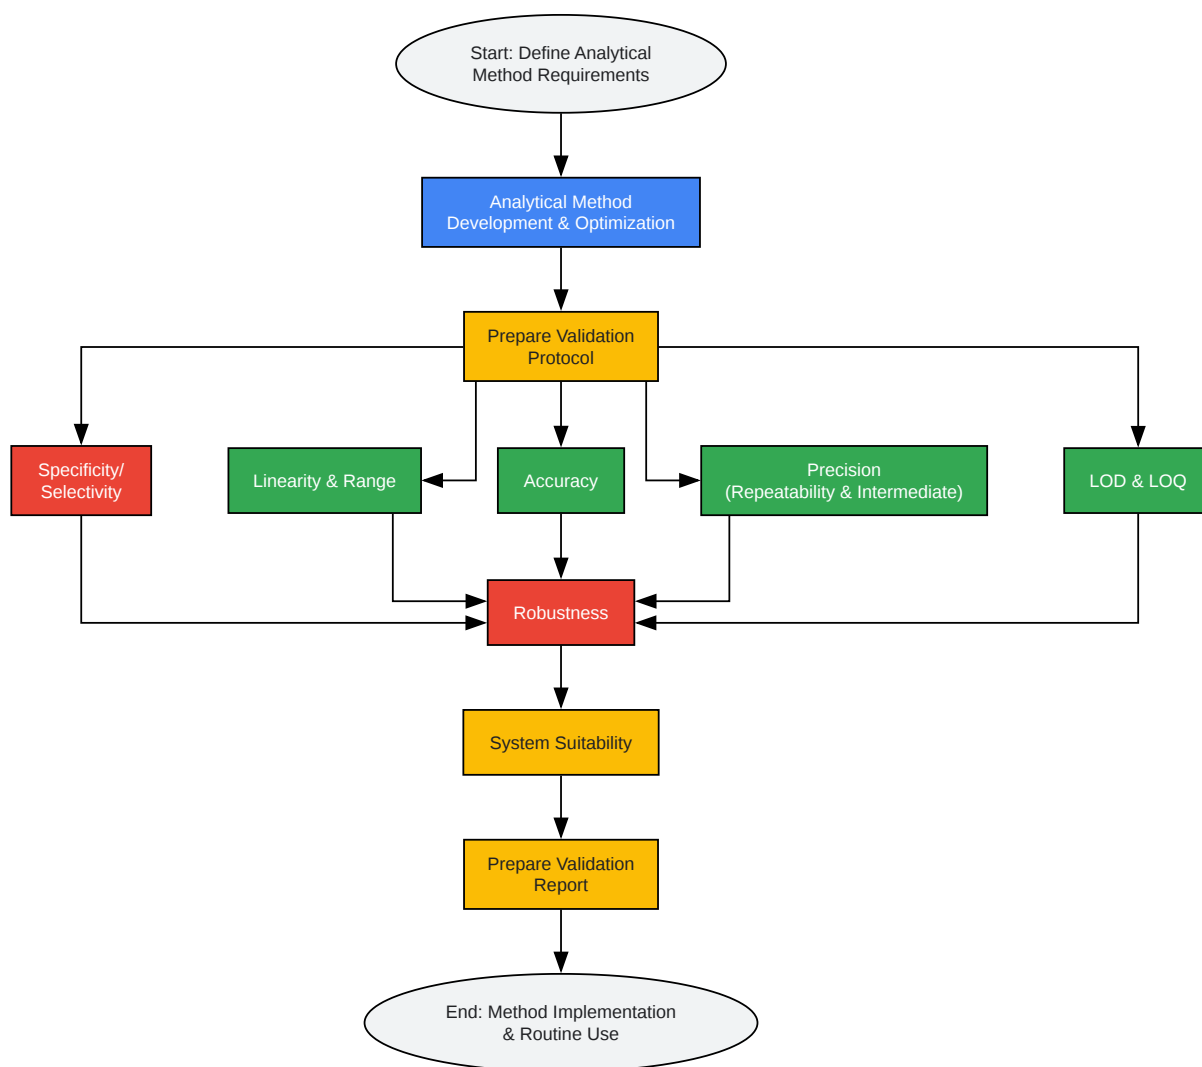 Start: Define Analytical
Method Requirements
Analytical Method
Development & Optimization
Prepare Validation
Protocol
Specificity/
Selectivity
Linearity & Range
Accuracy
Precision
(Repeatability & Intermediate)
LOD & LOQ
Robustness
System Suitability
Prepare Validation
Report
End: Method Implementation
& Routine Use